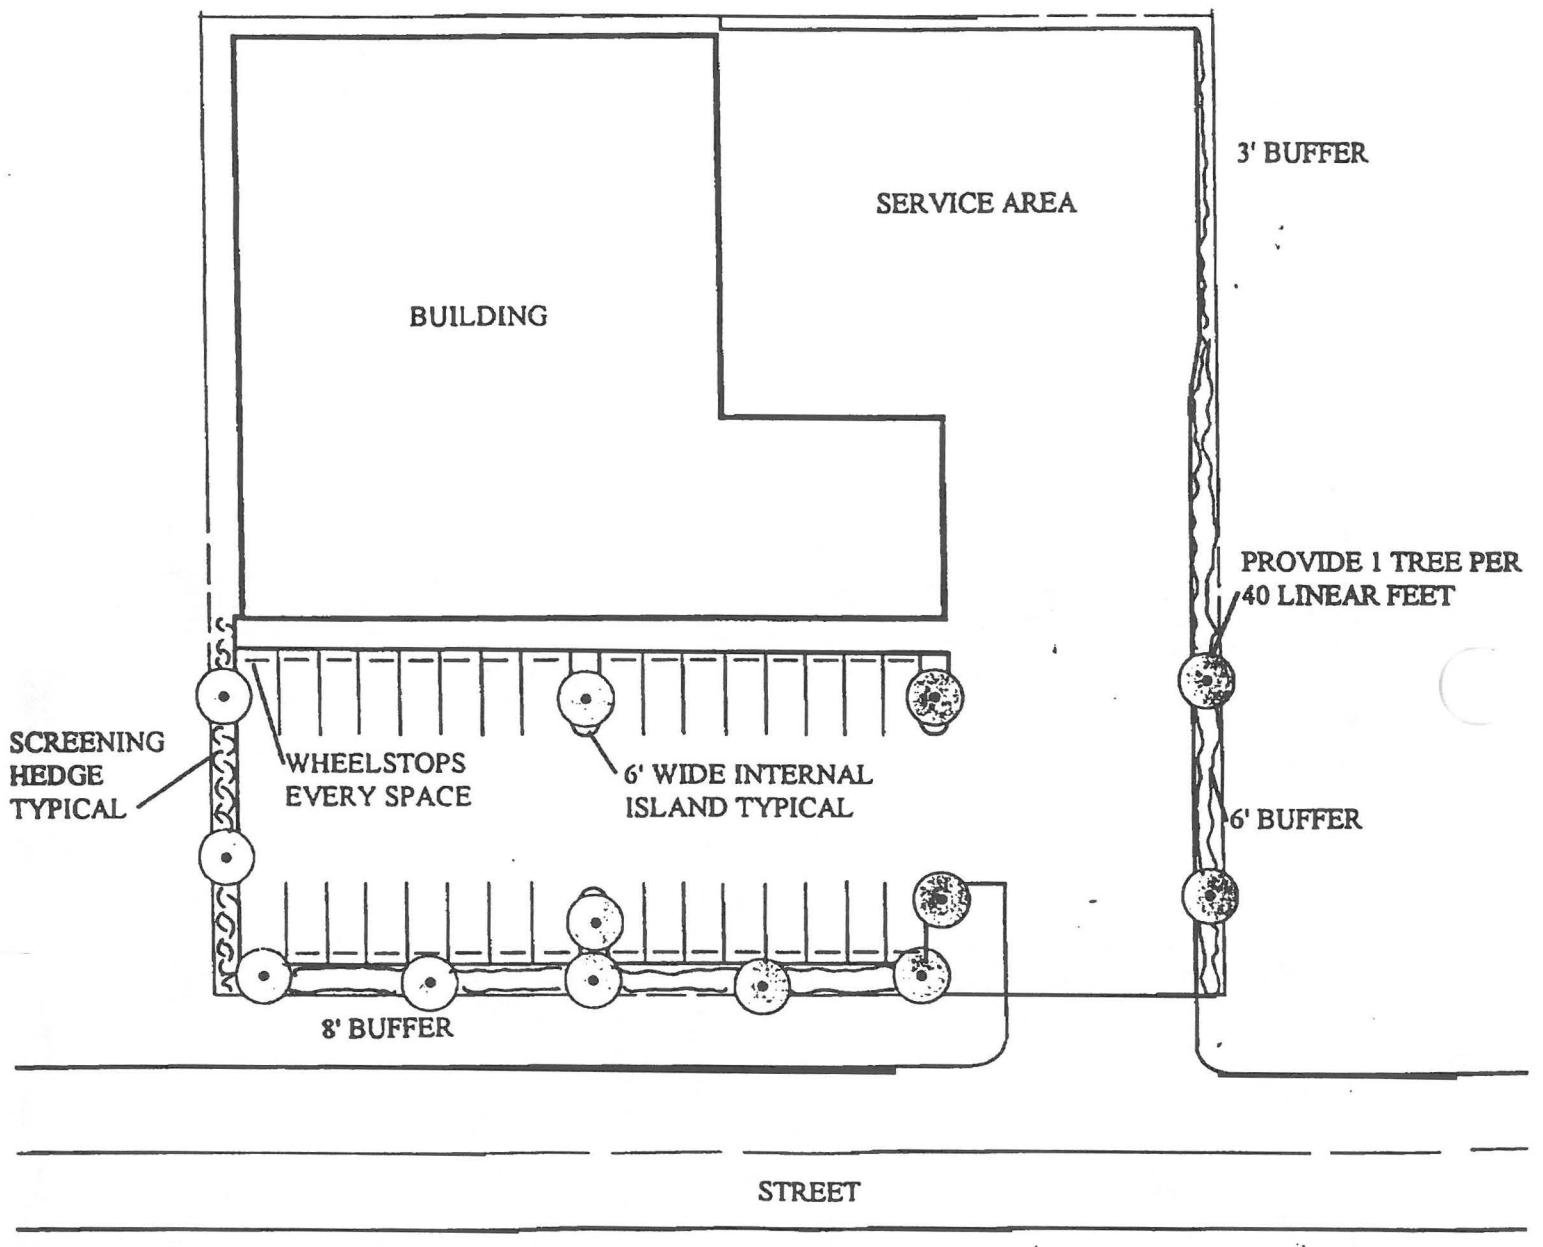 3' BUFFER
SERVICE AREA
BUILDING
PROVIDE 1 TREE PER
40 LINEAR FEET
SCREENING
HEDGE
TYPICAL
WHEELSTOPS
EVERY SPACE
6' WIDE INTERNAL
ISLAND TYPICAL
6' BUFFER
8' BUFFER
STREET